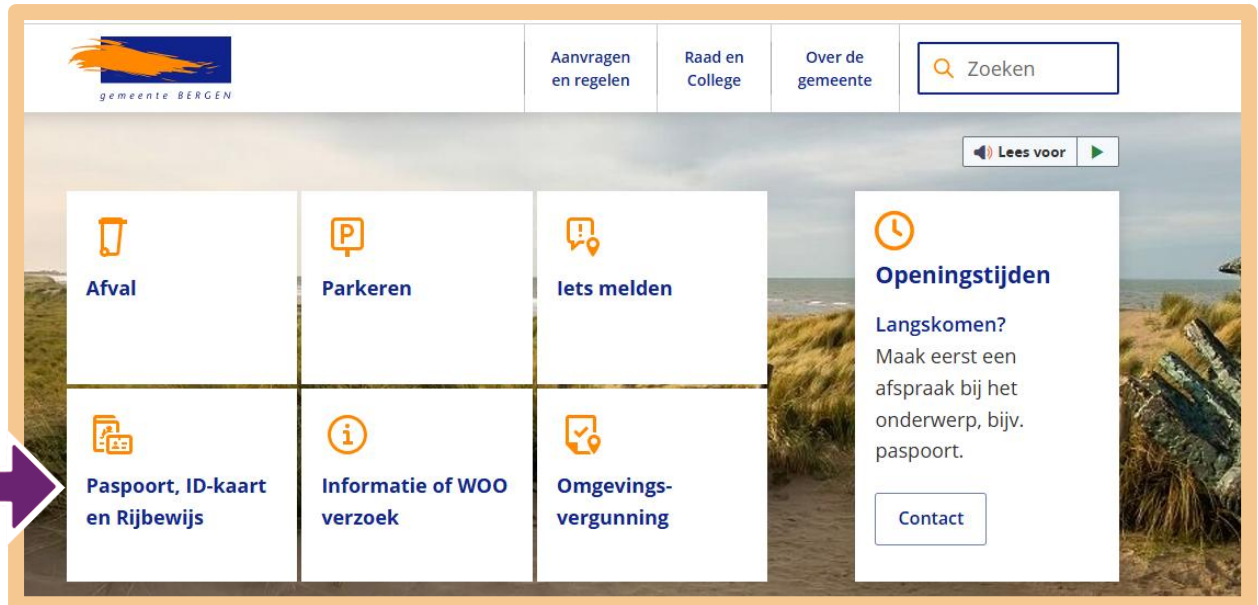 gemeente BERGEN
Aanvragen
en regelen
Raad en
College
Over de
gemeente
Zoeken
Lees voor
Afval
Parkeren
Iets melden
Paspoort, ID-kaart
en Rijbewijs
Informatie of WOO
verzoek
Omgevings-
vergunning
Openingstijden
Langskomen?
Maak eerst een
afspraak bij het
onderwerp, bijv.
paspoort.
Contact